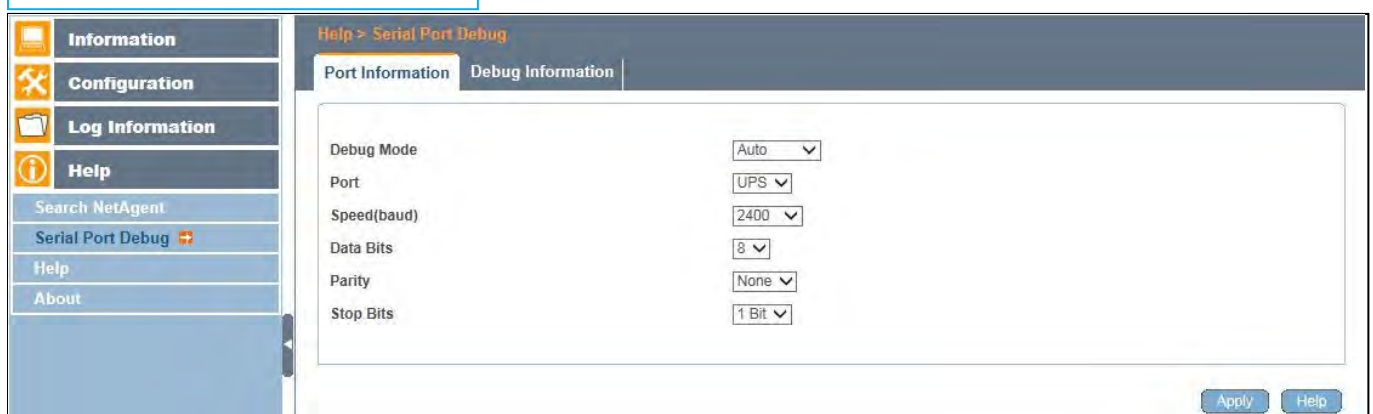 Information
Configuration
Log Information
Help
Search NetAgent
Serial Port Debug
Help
About
Help > Serial Port Debug
Port Information Debug Information
Debug Mode Auto
Port UPS
Speed(baud) 2400
Data Bits 8
Parity None
Stop Bits 1 Bit
Apply Help